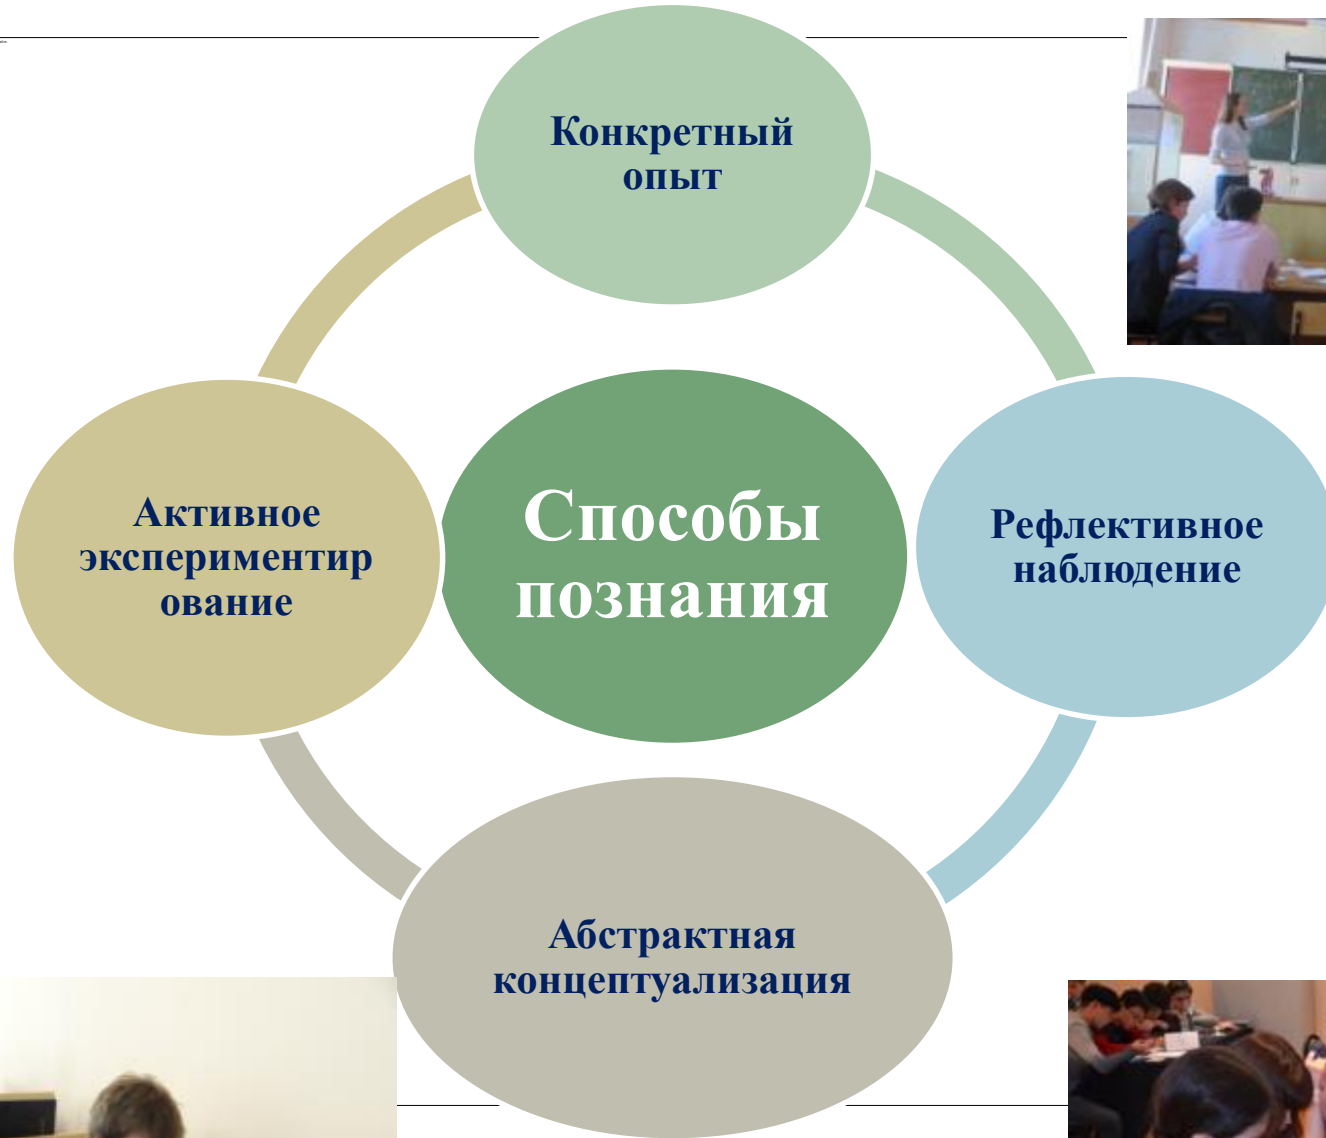 Конкретный
опыт
Активное
экспериментир
ование
Способы
познания
Рефлективное
наблюдение
Абстрактная
концептуализация